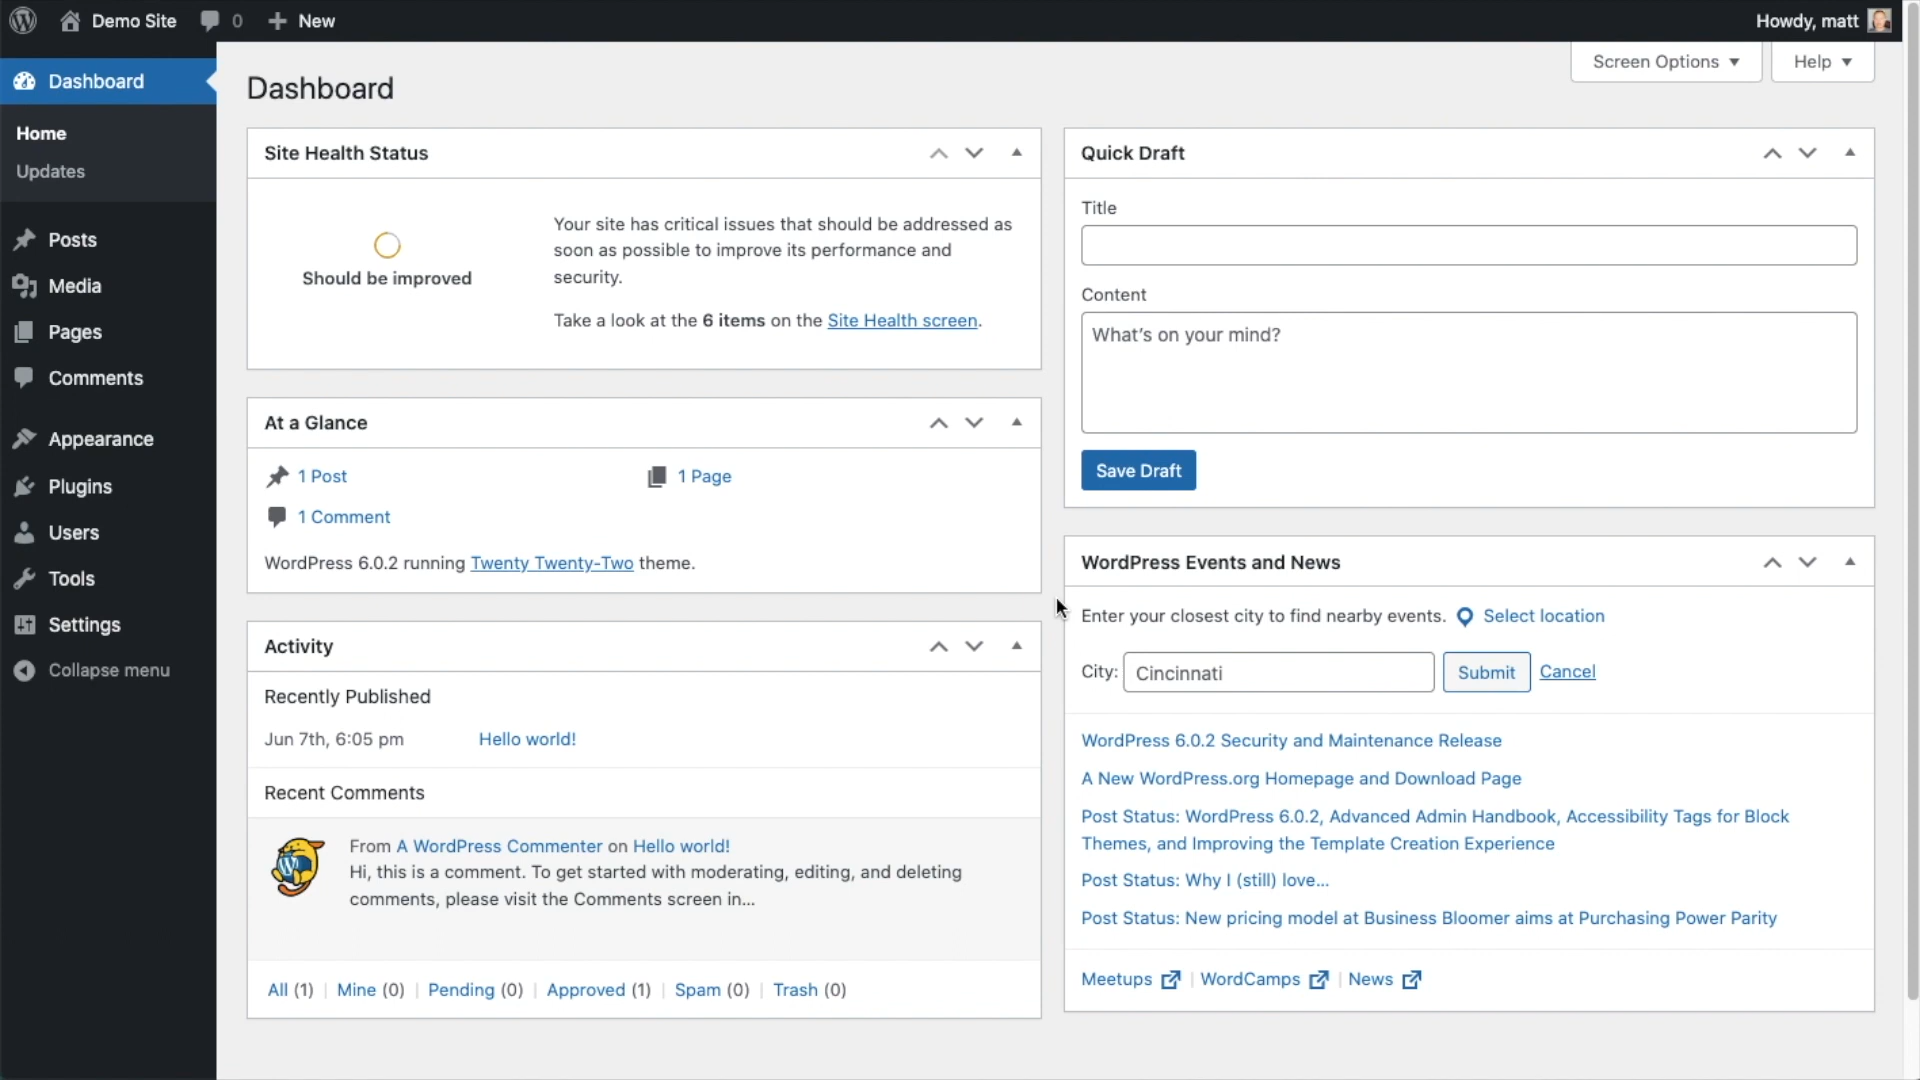 Demo Site
0
New
Howdy, matt
Dashboard
Home
Updates
Posts
Media
Pages
Comments
Appearance
Plugins
Users
Tools
Settings
Collapse menu
Screen Options
Help
Dashboard
Site Health Status
Should be improved
Your site has critical issues that should be addressed as
soon as possible to improve its performance and
security.
Take a look at the 6 items on the Site Health screen.
At a Glance
1 Post
1 Page
1 Comment
WordPress 6.0.2 running Twenty Twenty-Two theme.
Activity
Recently Published
Jun 7th, 6:05 pm Hello world!
Recent Comments
From A WordPress Commenter on Hello world!
Hi, this is a comment. To get started with moderating, editing, and deleting
comments, please visit the Comments screen in...
All (1) | Mine (0) | Pending (0) | Approved (1) | Spam (0) | Trash (0)
Quick Draft
Title
Content
What's on your mind?
Save Draft
WordPress Events and News
Enter your closest city to find nearby events. Select location
City: Cincinnati Submit Cancel
WordPress 6.0.2 Security and Maintenance Release
A New WordPress.org Homepage and Download Page
Post Status: WordPress 6.0.2, Advanced Admin Handbook, Accessibility Tags for Block
Themes, and Improving the Template Creation Experience
Post Status: Why I (still) love...
Post Status: New pricing model at Business Bloomer aims at Purchasing Power Parity
Meetups | WordCamps | News